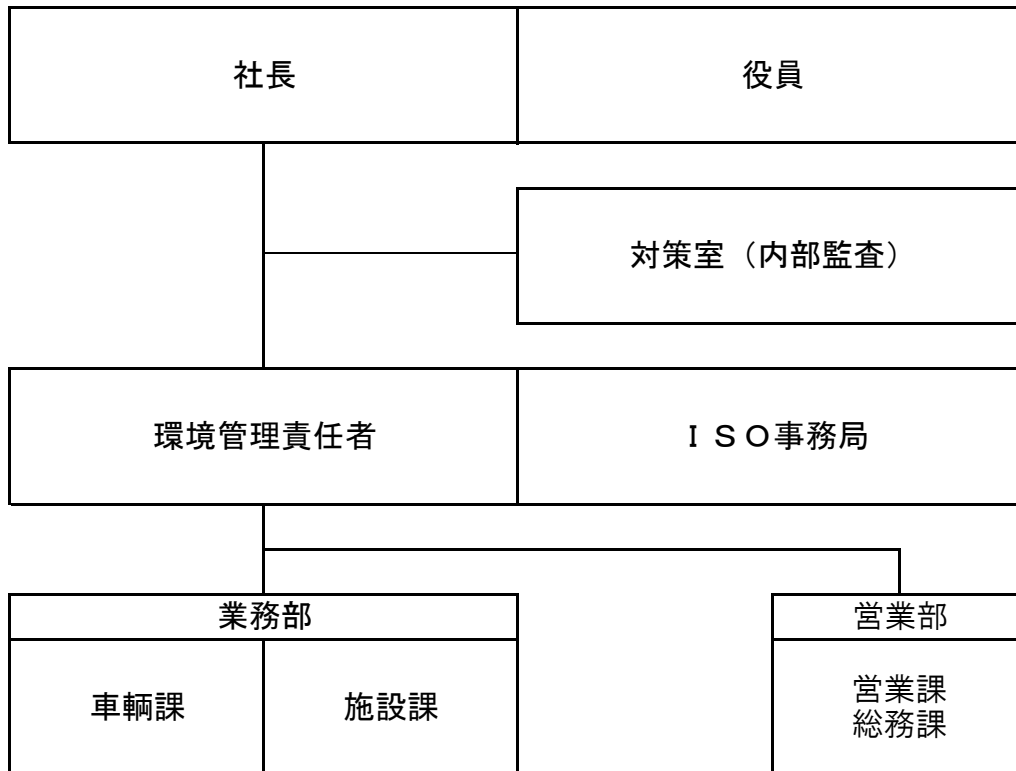 社長
役員
対策室（内部監査）
環境管理責任者
ＩＳＯ事務局
業務部
営業部
車輌課
施設課
営業課
総務課